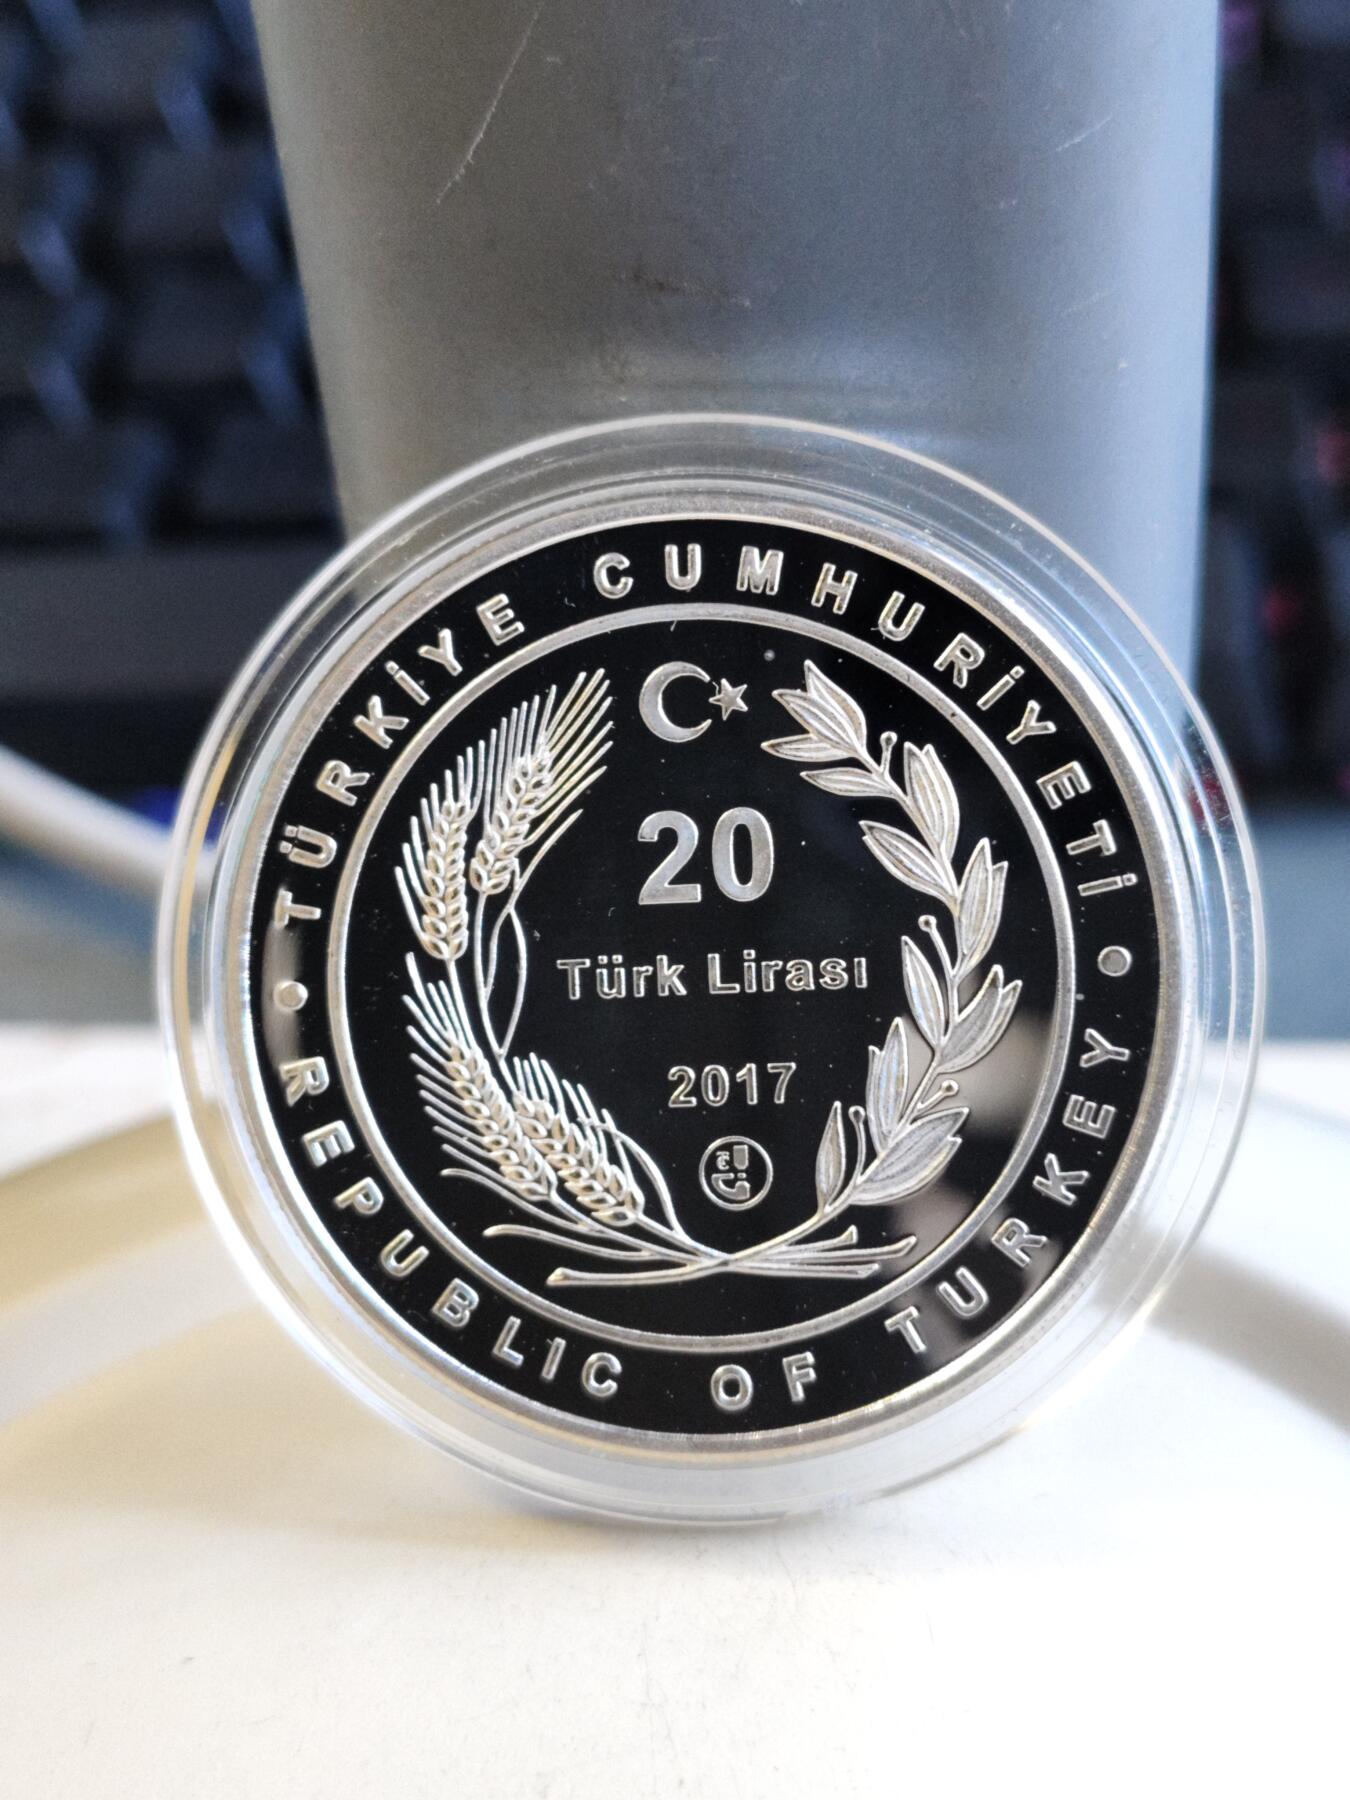 TÜRKİYE CUMHURİYETİ
20
Türk Lirası
2017
REPUBLIC OF TURKEY